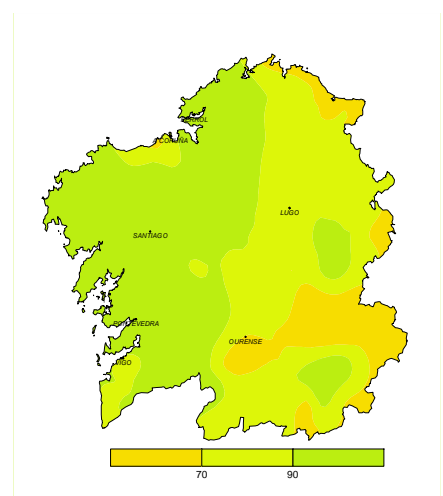 FERROL
A CORUÑA
LUGO
SANTIAGO
PONTEVEDRA
OURENSE
VIGO
70 90